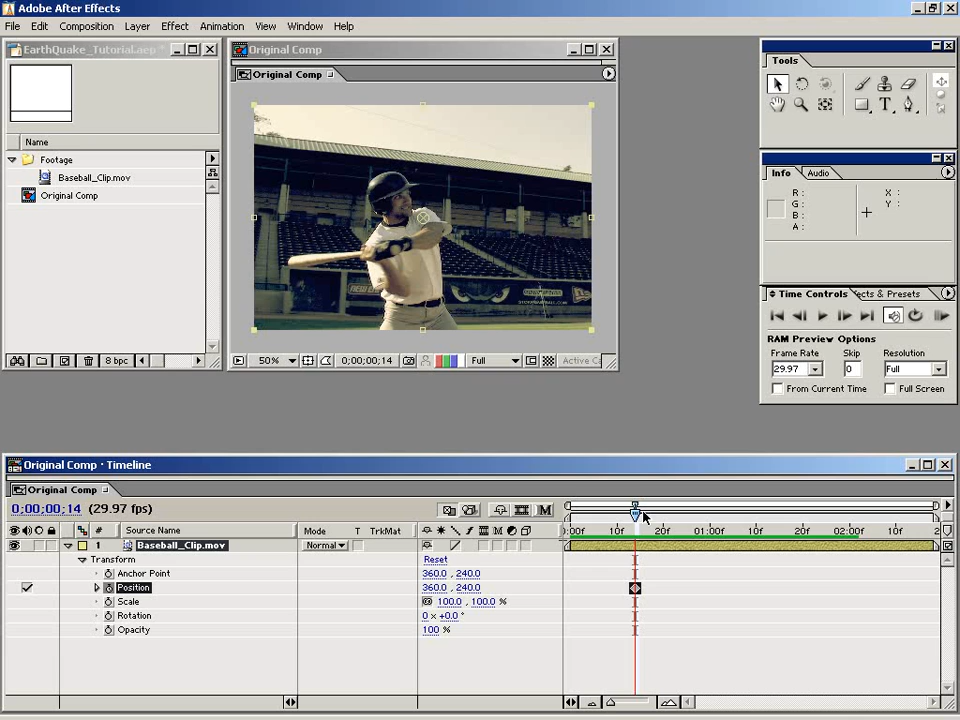 Adobe After Effects
File Edit Composition Layer Effect Animation View Window Help
EarthQuake_Tutorial.aep *
Name
Footage
Baseball_Clip.mov
Original Comp
8 bpc
Original Comp
Original Comp
50% 0;00;00;14 Full Active Ca
Tools
T
Info Audio
R :
G :
B :
A :
X :
Y :
Time Controls ects & Presets
RAM Preview Options
Frame Rate Skip Resolution
29.97 0 Full
From Current Time Full Screen
Original Comp • Timeline
Original Comp
0;00;00;14 (29.97 fps)
M
# Source Name Mode T TrkMat
):00f 10f 20f 01:00f 10f 20f 02:00f 10f 2
1 Baseball_Clip.mov Normal
Transform Reset
Anchor Point 360.0 , 240.0
Position 360.0 , 240.0
Scale 100.0 , 100.0 %
Rotation 0 x +0.0 °
Opacity 100 %